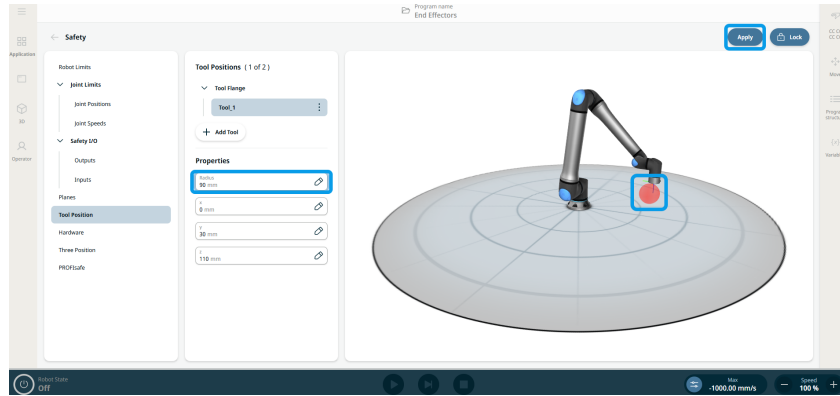 Program name
End Effectors
Safety
Apply
Lock
Application
3D
Operator
Robot Limits
Joint Limits
Joint Positions
Joint Speeds
Safety I/O
Outputs
Inputs
Planes
Tool Position
Hardware
Three Position
PROFIsafe
Tool Positions ( 1 of 2 )
Tool Flange
Tool_1
+ Add Tool
Properties
Radius
90 mm
X
0 mm
Y
30 mm
Z
110 mm
Move
Robot State
Off
Max
-1000.00 mm/s
Speed
100 %